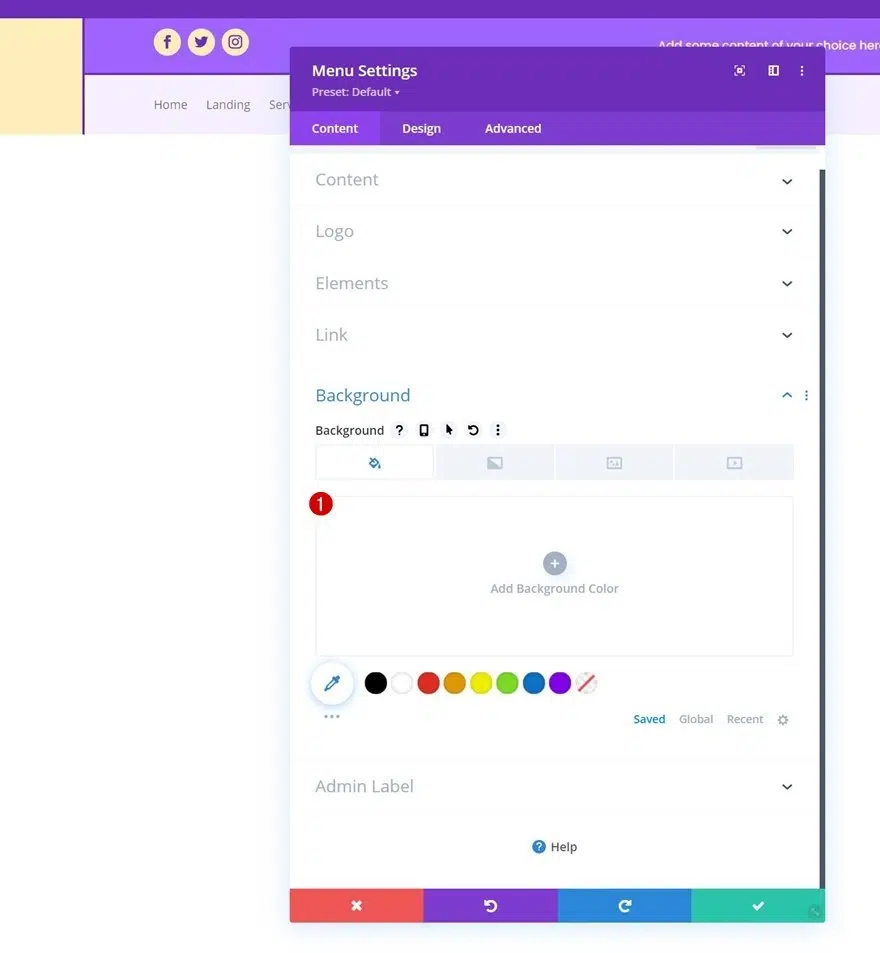 Add some content of your choice her
Menu Settings
Preset: Default
Home Landing Serv
Content Design Advanced
Content
Logo
Elements
Link
Background
Background ?
1
+
Add Background Color
Saved Global Recent
Admin Label
? Help